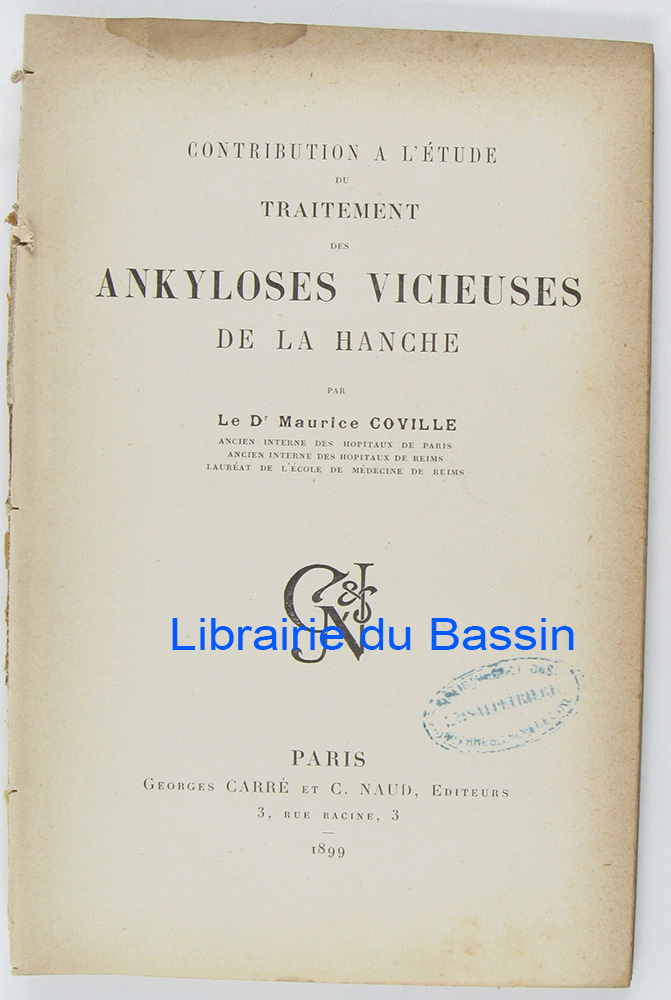 CONTRIBUTION A L'ÉTUDE
DU
TRAITEMENT
DES
ANKYLOSES VICIEUSES
DE LA HANCHE
PAR
Le Dr Maurice COVILLE
ANCIEN INTERNE DES HOPITAUX DE PARIS
ANCIEN INTERNE DES HOPITAUX DE REIMS
LAURÉAT DE L'ÉCOLE DE MÉDECINE DE REIMS
Librairie du Bassin
PARIS
GEORGES CARRÉ ET C. NAUD, EDITEURS
3, RUE RACINE, 3
1899